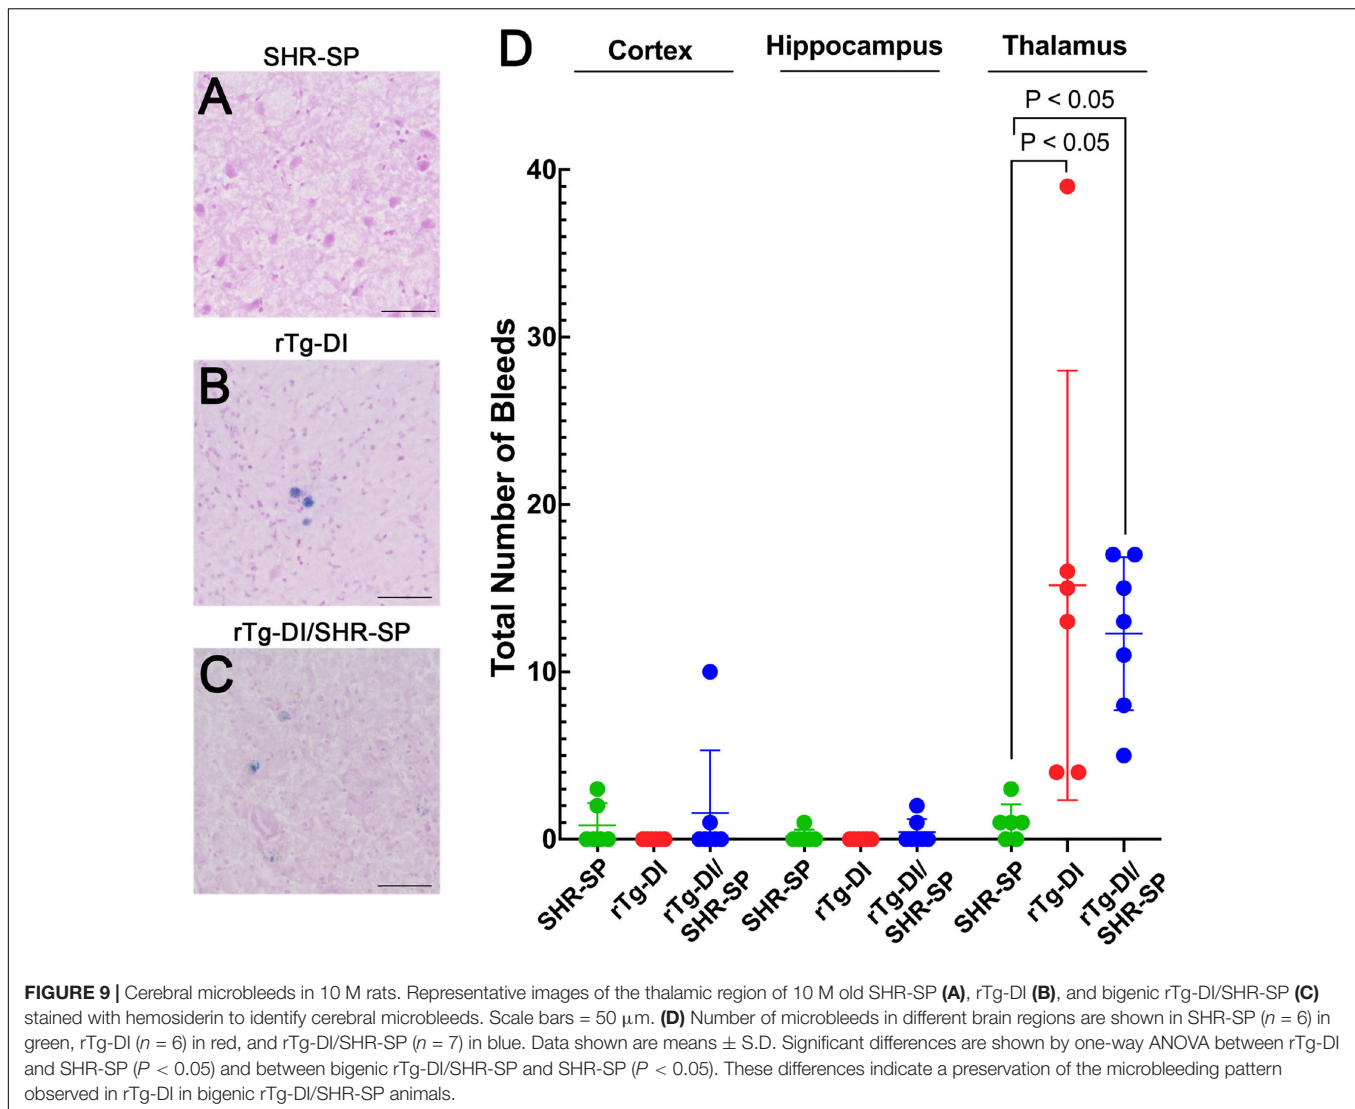 SHR-SP
A
rTg-DI
B
rTg-DI/SHR-SP
C
D
Cortex
Hippocampus
Thalamus
P < 0.05
P < 0.05
Total Number of Bleeds
40
30
20
10
0
SHR-SP
rTg-DI
rTg-DI/
SHR-SP
SHR-SP
rTg-DI
rTg-DI/
SHR-SP
SHR-SP
rTg-DI
rTg-DI/
SHR-SP
FIGURE 9 | Cerebral microbleeds in 10 M rats. Representative images of the thalamic region of 10 M old SHR-SP (A), rTg-DI (B), and bigenic rTg-DI/SHR-SP (C)
stained with hemosiderin to identify cerebral microbleeds. Scale bars = 50 μm. (D) Number of microbleeds in different brain regions are shown in SHR-SP (n = 6) in
green, rTg-DI (n = 6) in red, and rTg-DI/SHR-SP (n = 7) in blue. Data shown are means ± S.D. Significant differences are shown by one-way ANOVA between rTg-DI
and SHR-SP (P < 0.05) and between bigenic rTg-DI/SHR-SP and SHR-SP (P < 0.05). These differences indicate a preservation of the microbleeding pattern
observed in rTg-DI in bigenic rTg-DI/SHR-SP animals.